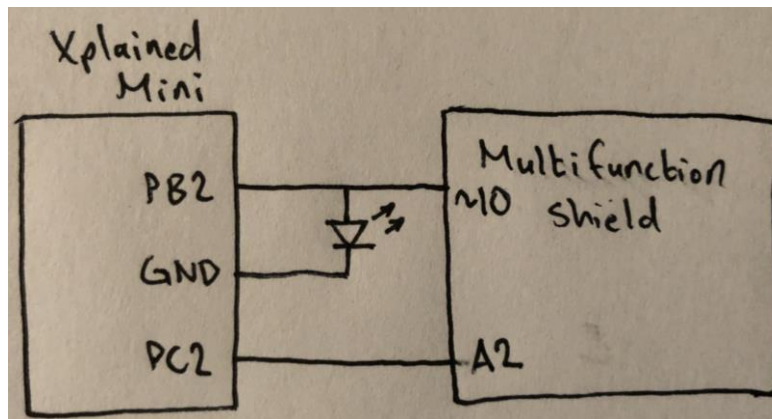 Xplained
Mini
PB2
GND
PC2
Multifunction
shield
~10
A2